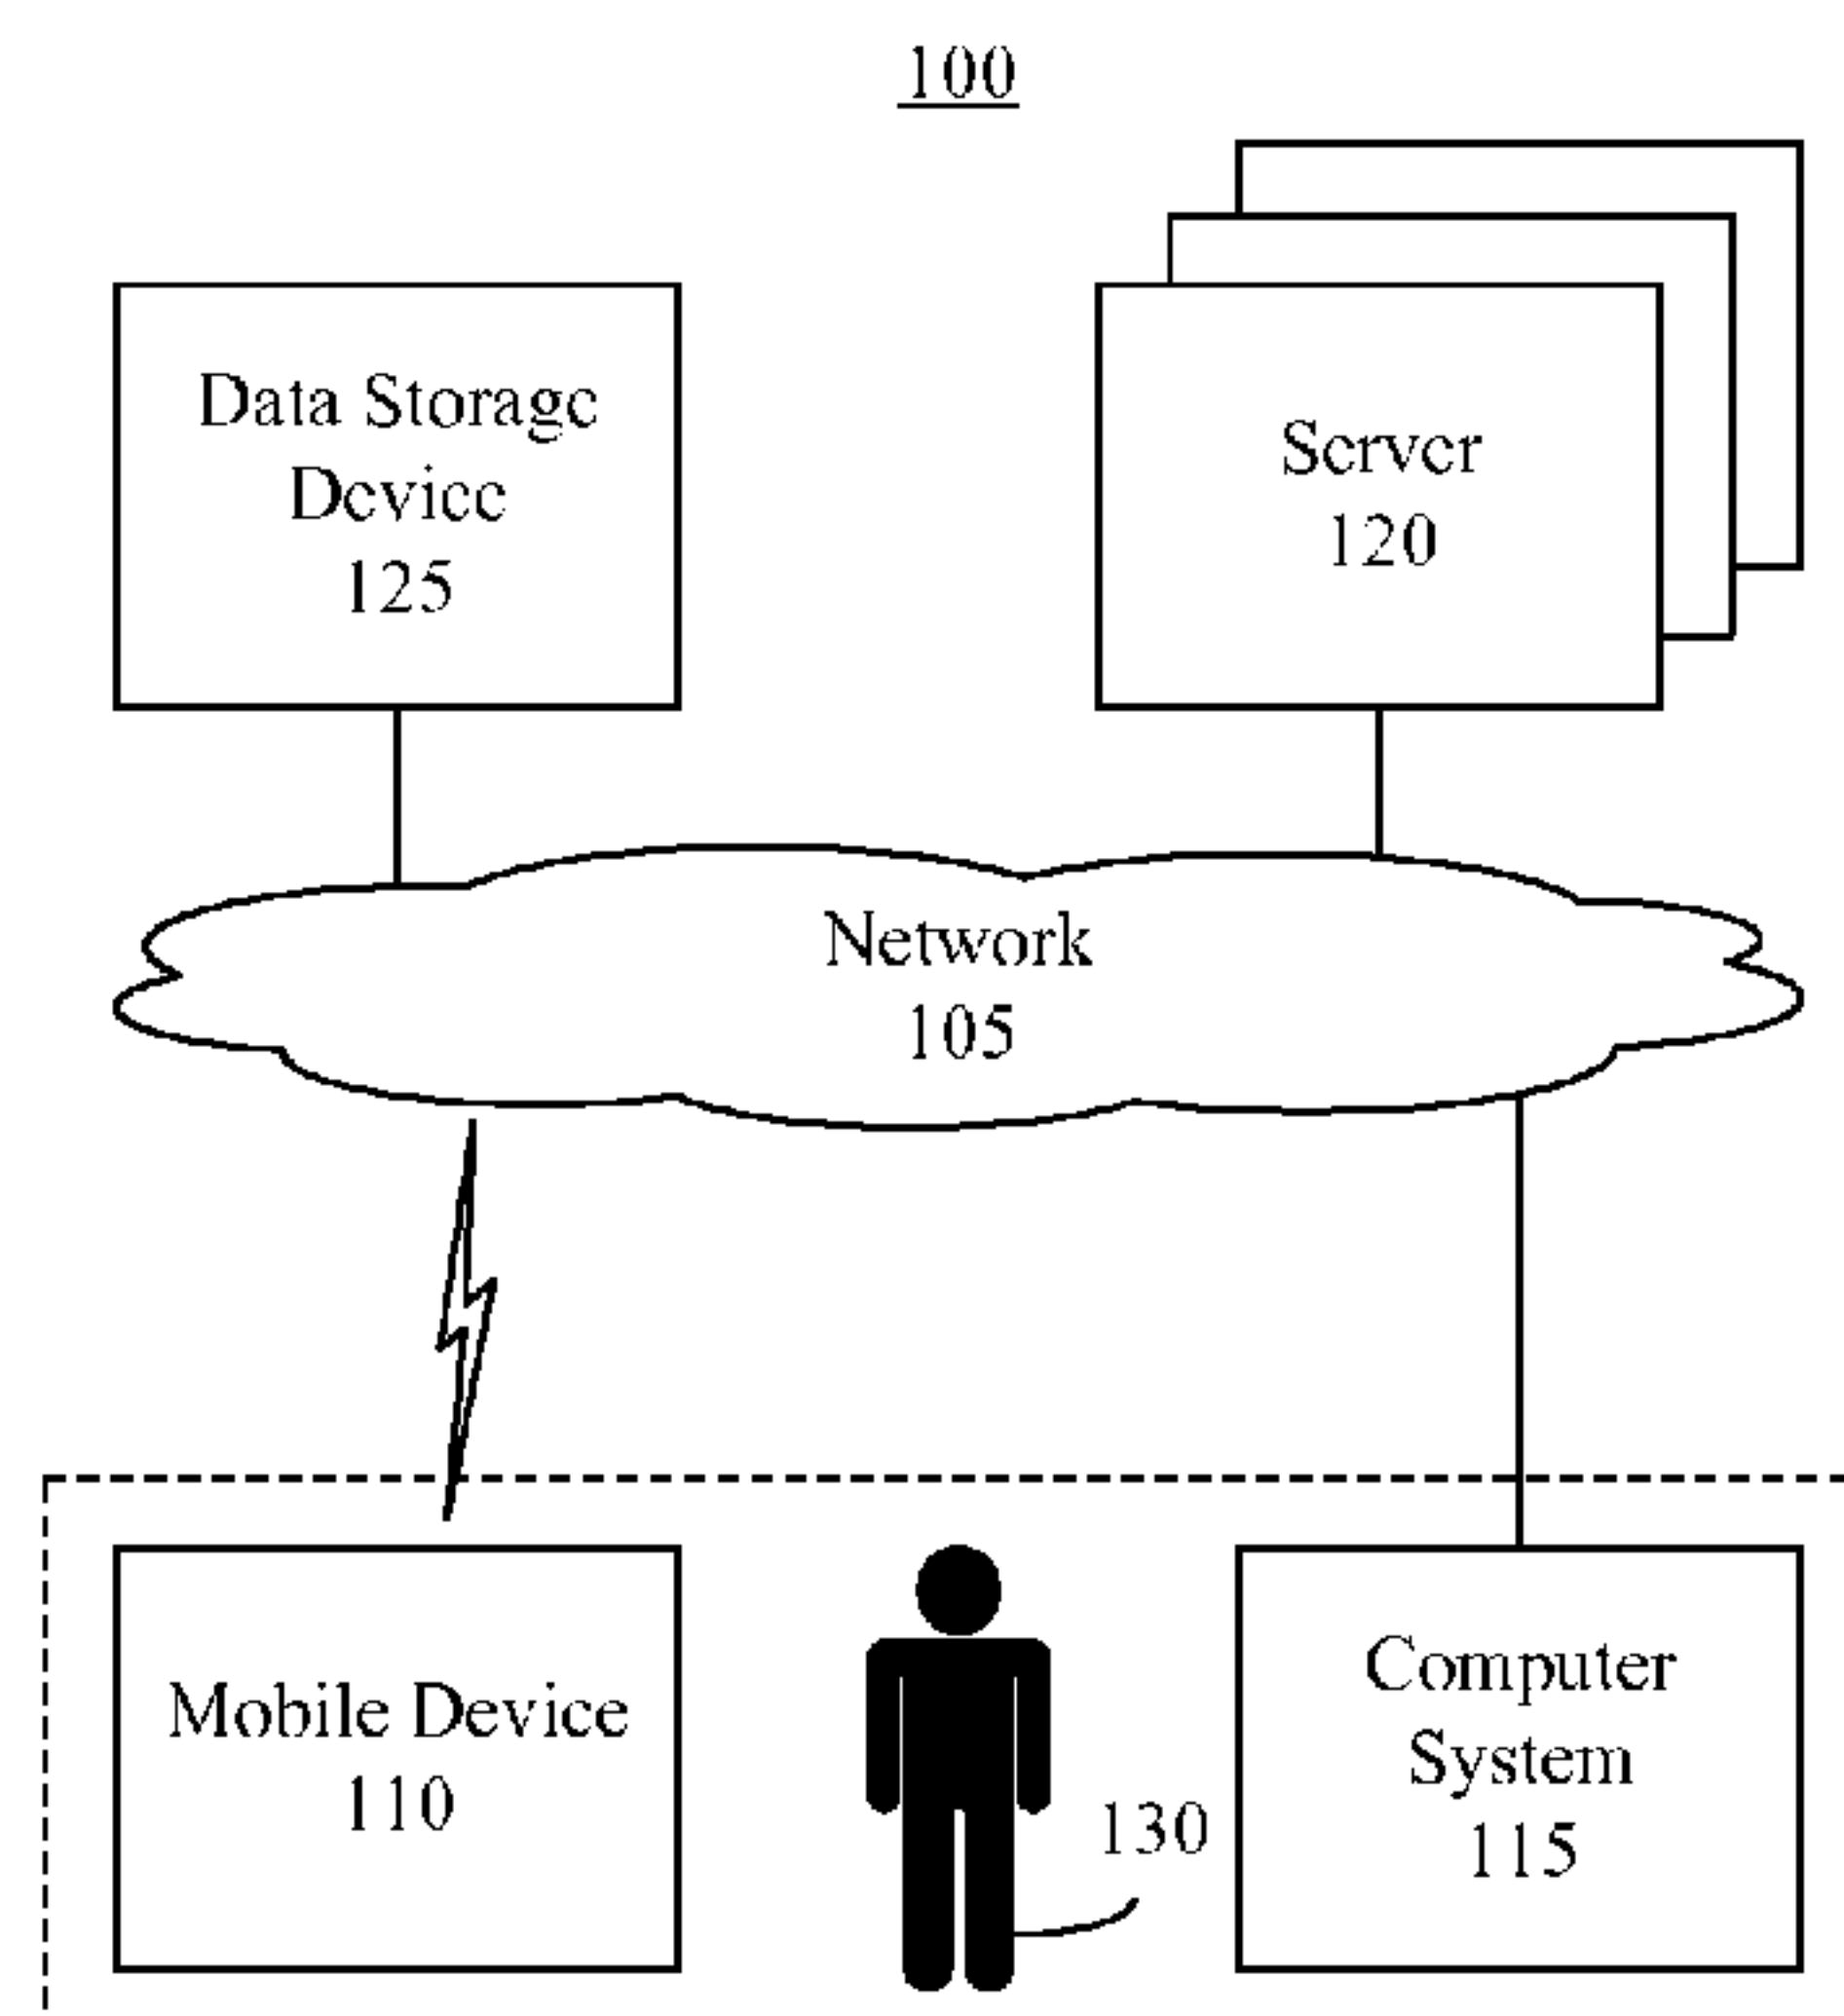 100
Data Storage
Device
125
Server
120
Network
105
Mobile Device
110
130
Computer
System
115